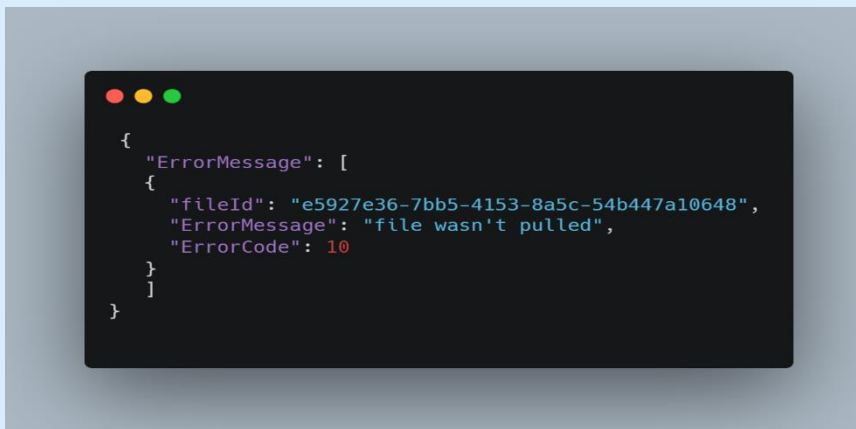 {
"ErrorMessage": [
{
"fileId": "e5927e36-7bb5-4153-8a5c-54b447a10648",
"ErrorMessage": "file wasn't pulled",
"ErrorCode": 10
}
]
}